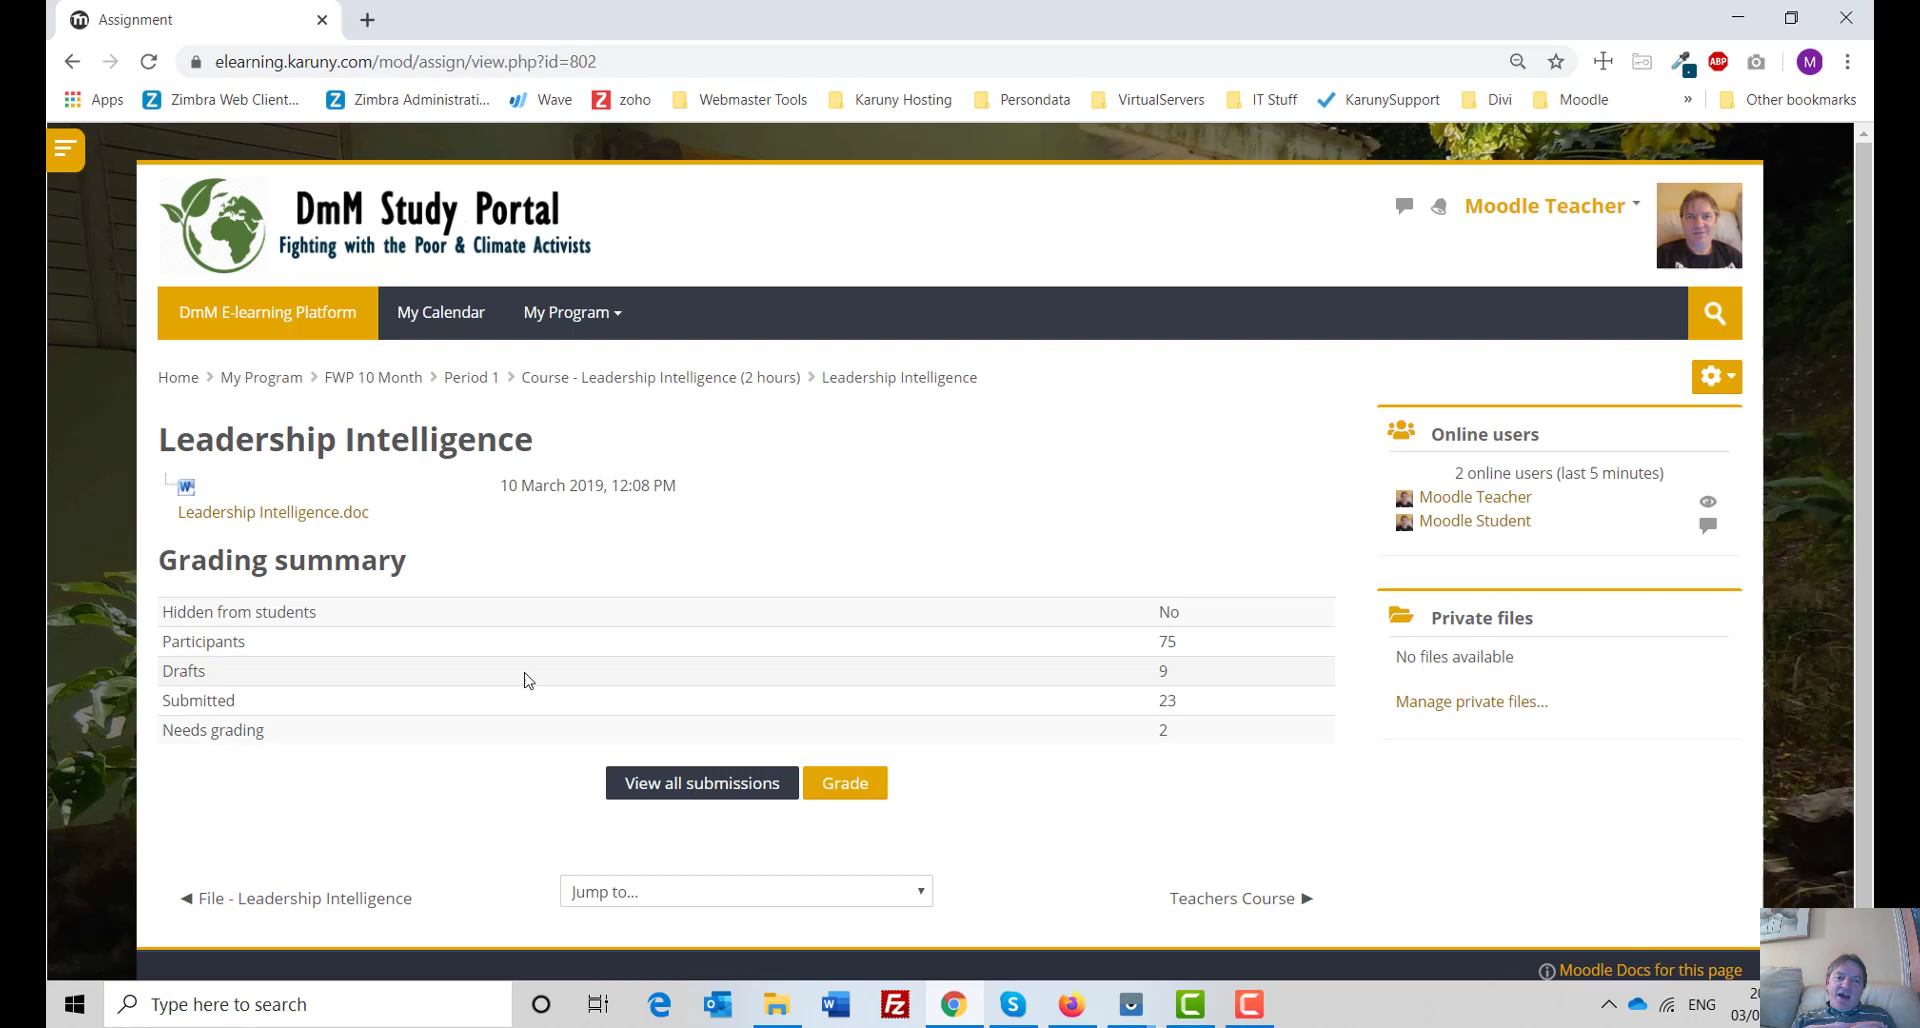 Assignment
elearning.karuny.com/mod/assign/view.php?id=802
ABP
M
Apps
Zimbra Web Client...
Zimbra Administrati...
Wave
zoho
Webmaster Tools
Karuny Hosting
Persondata
VirtualServers
IT Stuff
KarunySupport
Divi
Moodle
»
Other bookmarks
DmM Study Portal
Fighting with the Poor & Climate Activists
Moodle Teacher
DmM E-learning Platform
My Calendar
My Program
Home > My Program > FWP 10 Month > Period 1 > Course - Leadership Intelligence (2 hours) > Leadership Intelligence
Leadership Intelligence
10 March 2019, 12:08 PM
Leadership Intelligence.doc
Grading summary
Hidden from students No
Participants 75
Drafts 9
Submitted 23
Needs grading 2
View all submissions
Grade
◀ File - Leadership Intelligence
Jump to...
Teachers Course ▶
Online users
2 online users (last 5 minutes)
Moodle Teacher
Moodle Student
Private files
No files available
Manage private files...
Moodle Docs for this page
Type here to search
ENG